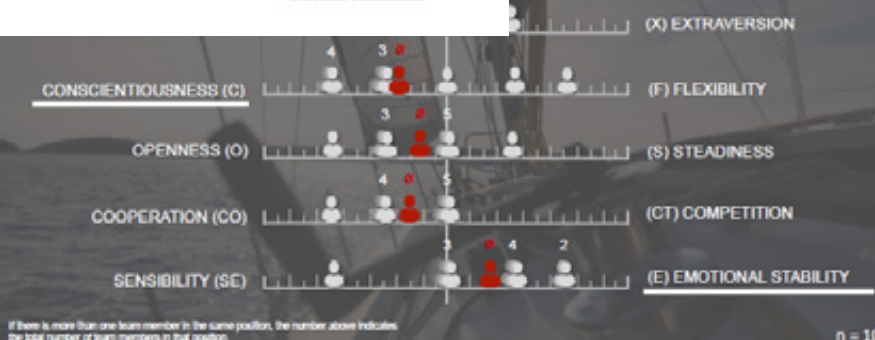 (X) EXTRAVERSION
4 3 ø
CONSCIENTIOUSNESS (C) (F) FLEXIBILITY
3 ø 5
OPENNESS (O) (S) STEADINESS
4 ø 5
COOPERATION (CO) (CT) COMPETITION
3 ø 4 2
SENSIBILITY (SE) (E) EMOTIONAL STABILITY
If there is more than one team member in the same position, the number above indicates
the total number of team members in that position.
n = 10